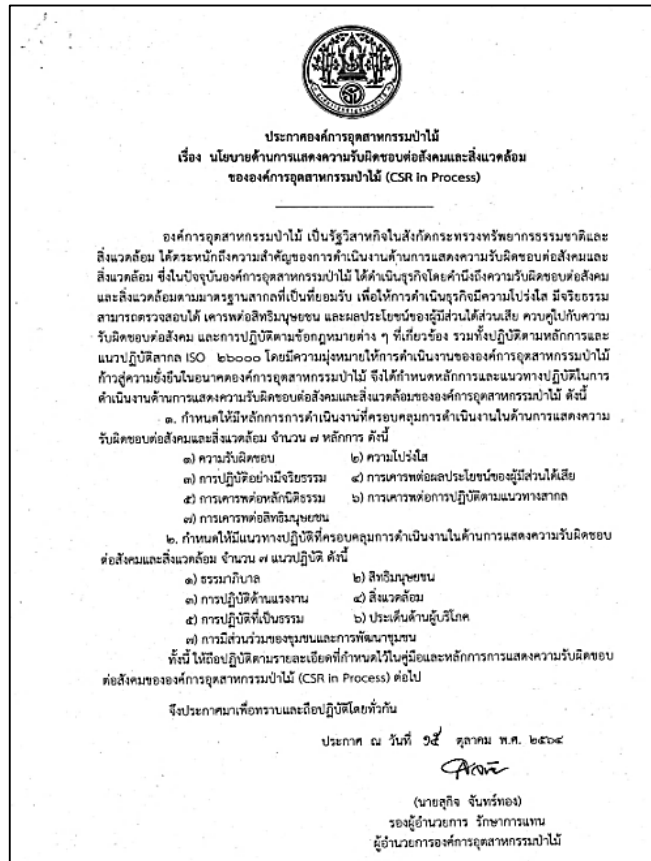 ประกาศองค์การอุตสาหกรรมป่าไม้
เรื่อง นโยบายด้านการแสดงความรับผิดชอบต่อสังคมและสิ่งแวดล้อม
ขององค์การอุตสาหกรรมป่าไม้ (CSR in Process)
องค์การอุตสาหกรรมป่าไม้ เป็นรัฐวิสาหกิจในสังกัดกระทรวงทรัพยากรธรรมชาติและ
สิ่งแวดล้อม ได้ตระหนักถึงความสำคัญของการดำเนินงานด้านการแสดงความรับผิดชอบต่อสังคมและ
สิ่งแวดล้อม ซึ่งในปัจจุบันองค์การอุตสาหกรรมป่าไม้ ได้ดำเนินธุรกิจโดยคำนึงถึงความรับผิดชอบต่อสังคม
และสิ่งแวดล้อมตามมาตรฐานสากลที่เป็นที่ยอมรับ เพื่อให้การดำเนินธุรกิจมีความโปร่งใส มีจริยธรรม
สามารถตรวจสอบได้ เคารพต่อสิทธิมนุษยชน และผลประโยชน์ของผู้มีส่วนได้ส่วนเสีย ควบคู่ไปกับความ
รับผิดชอบต่อสังคม และการปฏิบัติตามข้อกฎหมายต่าง ๆ ที่เกี่ยวข้อง รวมทั้งปฏิบัติตามหลักการและ
แนวปฏิบัติสากล ISO ๒๖๐๐๐ โดยมีความมุ่งหมายให้การดำเนินงานขององค์การอุตสาหกรรมป่าไม้
ก้าวสู่ความยั่งยืนในอนาคตองค์การอุตสาหกรรมป่าไม้ จึงได้กำหนดหลักการและแนวทางปฏิบัติในการ
ดำเนินงานด้านการแสดงความรับผิดชอบต่อสังคมและสิ่งแวดล้อมขององค์การอุตสาหกรรมป่าไม้ ดังนี้
๑. กำหนดให้มีหลักการการดำเนินงานที่ครอบคลุมการดำเนินงานในด้านการแสดงความ
รับผิดชอบต่อสังคมและสิ่งแวดล้อม จำนวน ๗ หลักการ ดังนี้
๑) ความรับผิดชอบ ๒) ความโปร่งใส
๓) การปฏิบัติอย่างมีจริยธรรม ๔) การเคารพต่อผลประโยชน์ของผู้มีส่วนได้เสีย
๕) การเคารพต่อหลักนิติธรรม ๖) การเคารพต่อการปฏิบัติตามแนวทางสากล
๗) การเคารพต่อสิทธิมนุษยชน
๒. กำหนดให้มีแนวทางปฏิบัติที่ครอบคลุมการดำเนินงานในด้านการแสดงความรับผิดชอบ
ต่อสังคมและสิ่งแวดล้อม จำนวน ๗ แนวปฏิบัติ ดังนี้
๑) ธรรมาภิบาล ๒) สิทธิมนุษยชน
๓) การปฏิบัติด้านแรงงาน ๔) สิ่งแวดล้อม
๕) การปฏิบัติที่เป็นธรรม ๖) ประเด็นด้านผู้บริโภค
๗) การมีส่วนร่วมของชุมชนและการพัฒนาชุมชน
ทั้งนี้ ให้ถือปฏิบัติตามรายละเอียดที่กำหนดไว้ในคู่มือและหลักการการแสดงความรับผิดชอบ
ต่อสังคมขององค์การอุตสาหกรรมป่าไม้ (CSR in Process) ต่อไป
จึงประกาศมาเพื่อทราบและถือปฏิบัติโดยทั่วกัน
ประกาศ ณ วันที่ ๑๕ ตุลาคม พ.ศ. ๒๕๖๔
(นายสุกิจ จันทร์ทอง)
รองผู้อำนวยการ รักษาการแทน
ผู้อำนวยการองค์การอุตสาหกรรมป่าไม้